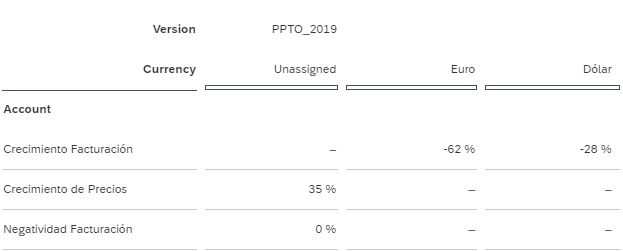 Version PPTO_2019
Currency Unassigned Euro Dólar
Account
Crecimiento Facturación – -62 % -28 %
Crecimiento de Precios 35 % – –
Negatividad Facturación 0 % – –